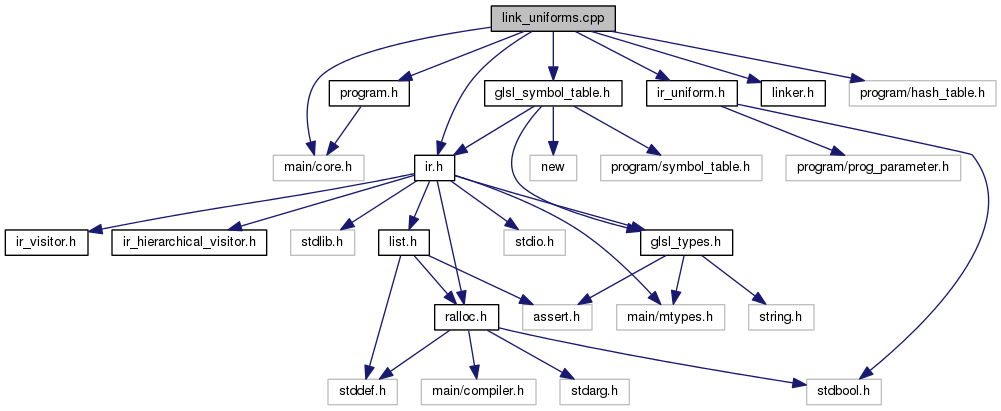 link_uniforms.cpp
program.h
glsl_symbol_table.h
ir_uniform.h
linker.h
program/hash_table.h
main/core.h
ir.h
new
program/symbol_table.h
program/prog_parameter.h
ir_visitor.h
ir_hierarchical_visitor.h
stdlib.h
list.h
stdio.h
glsl_types.h
ralloc.h
assert.h
main/mtypes.h
string.h
stddef.h
main/compiler.h
stdarg.h
stdbool.h